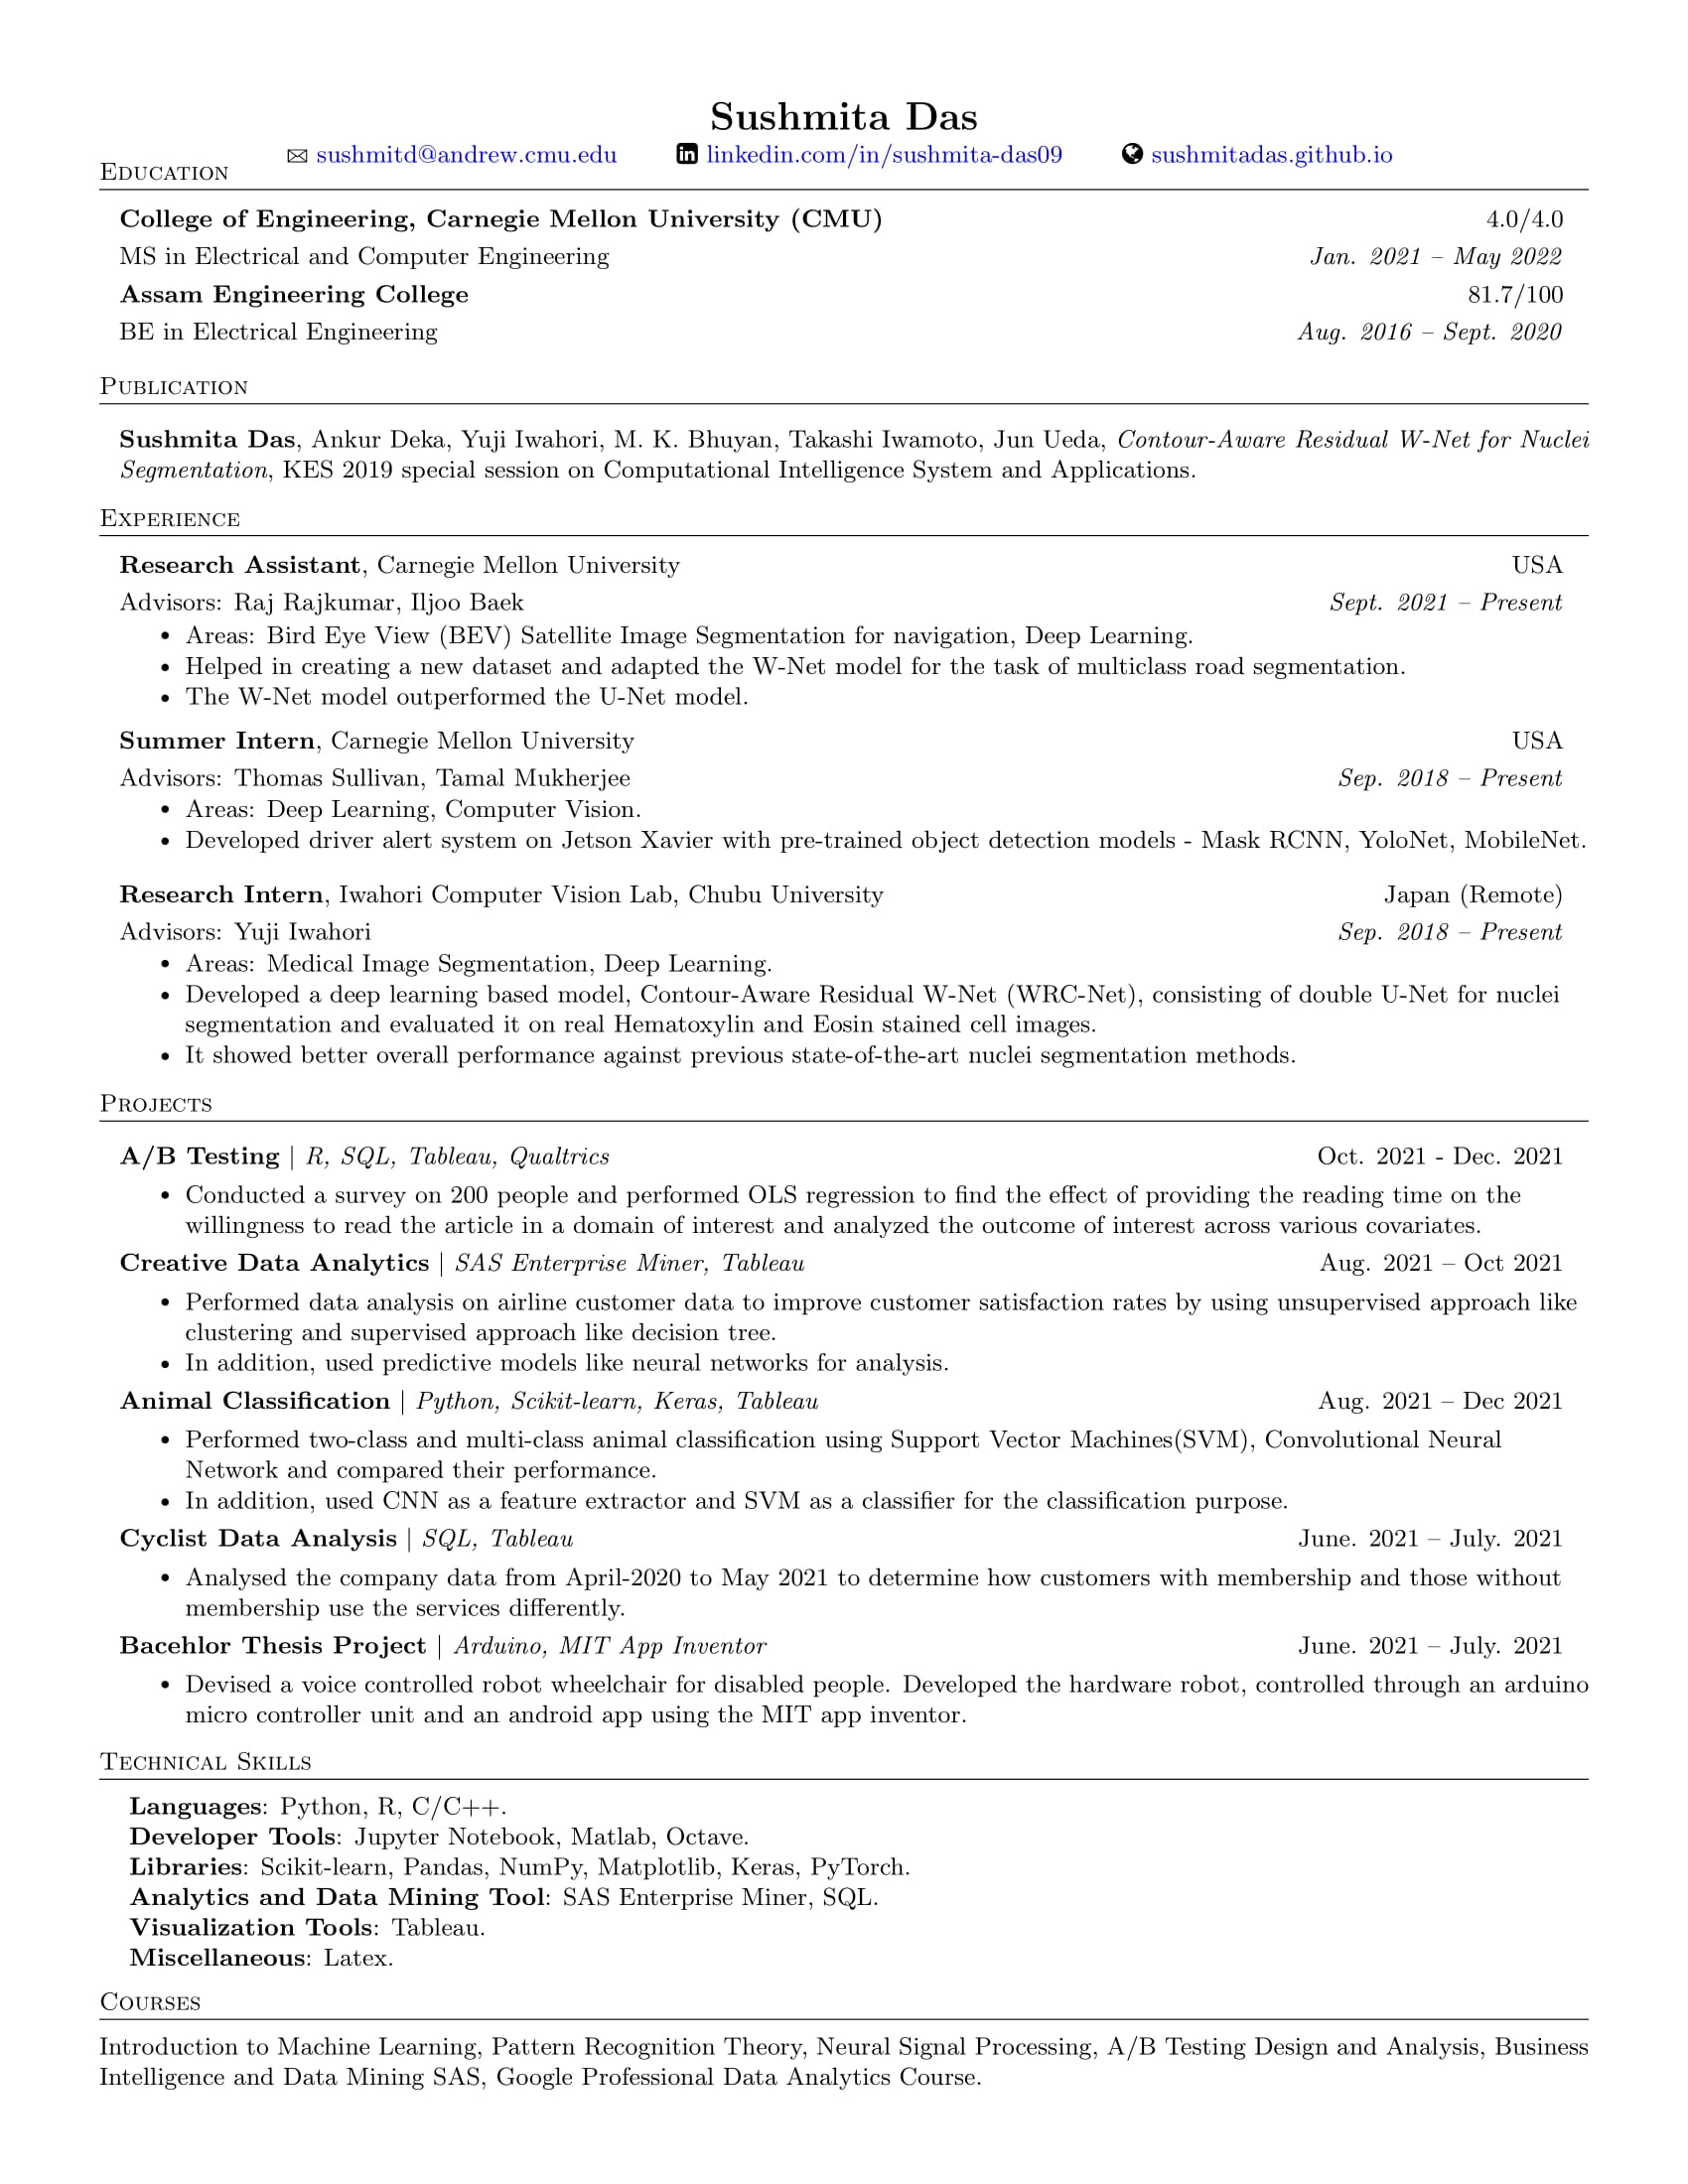 Sushmita Das
sushmitd@andrew.cmu.edu linkedin.com/in/sushmita-das09 sushmitadas.github.io
Education
College of Engineering, Carnegie Mellon University (CMU) 4.0/4.0
MS in Electrical and Computer Engineering Jan. 2021 – May 2022
Assam Engineering College 81.7/100
BE in Electrical Engineering Aug. 2016 – Sept. 2020
Publication
Sushmita Das, Ankur Deka, Yuji Iwahori, M. K. Bhuyan, Takashi Iwamoto, Jun Ueda, Contour-Aware Residual W-Net for Nuclei
Segmentation, KES 2019 special session on Computational Intelligence System and Applications.
Experience
Research Assistant, Carnegie Mellon University USA
Advisors: Raj Rajkumar, Iljoo Baek Sept. 2021 – Present
• Areas: Bird Eye View (BEV) Satellite Image Segmentation for navigation, Deep Learning.
• Helped in creating a new dataset and adapted the W-Net model for the task of multiclass road segmentation.
• The W-Net model outperformed the U-Net model.
Summer Intern, Carnegie Mellon University USA
Advisors: Thomas Sullivan, Tamal Mukherjee Sep. 2018 – Present
• Areas: Deep Learning, Computer Vision.
• Developed driver alert system on Jetson Xavier with pre-trained object detection models - Mask RCNN, YoloNet, MobileNet.
Research Intern, Iwahori Computer Vision Lab, Chubu University Japan (Remote)
Advisors: Yuji Iwahori Sep. 2018 – Present
• Areas: Medical Image Segmentation, Deep Learning.
• Developed a deep learning based model, Contour-Aware Residual W-Net (WRC-Net), consisting of double U-Net for nuclei
segmentation and evaluated it on real Hematoxylin and Eosin stained cell images.
• It showed better overall performance against previous state-of-the-art nuclei segmentation methods.
Projects
A/B Testing | R, SQL, Tableau, Qualtrics Oct. 2021 - Dec. 2021
• Conducted a survey on 200 people and performed OLS regression to find the effect of providing the reading time on the
willingness to read the article in a domain of interest and analyzed the outcome of interest across various covariates.
Creative Data Analytics | SAS Enterprise Miner, Tableau Aug. 2021 – Oct 2021
• Performed data analysis on airline customer data to improve customer satisfaction rates by using unsupervised approach like
clustering and supervised approach like decision tree.
• In addition, used predictive models like neural networks for analysis.
Animal Classification | Python, Scikit-learn, Keras, Tableau Aug. 2021 – Dec 2021
• Performed two-class and multi-class animal classification using Support Vector Machines(SVM), Convolutional Neural
Network and compared their performance.
• In addition, used CNN as a feature extractor and SVM as a classifier for the classification purpose.
Cyclist Data Analysis | SQL, Tableau June. 2021 – July. 2021
• Analysed the company data from April-2020 to May 2021 to determine how customers with membership and those without
membership use the services differently.
Bacehlor Thesis Project | Arduino, MIT App Inventor June. 2021 – July. 2021
• Devised a voice controlled robot wheelchair for disabled people. Developed the hardware robot, controlled through an arduino
micro controller unit and an android app using the MIT app inventor.
Technical Skills
Languages: Python, R, C/C++.
Developer Tools: Jupyter Notebook, Matlab, Octave.
Libraries: Scikit-learn, Pandas, NumPy, Matplotlib, Keras, PyTorch.
Analytics and Data Mining Tool: SAS Enterprise Miner, SQL.
Visualization Tools: Tableau.
Miscellaneous: Latex.
Courses
Introduction to Machine Learning, Pattern Recognition Theory, Neural Signal Processing, A/B Testing Design and Analysis, Business
Intelligence and Data Mining SAS, Google Professional Data Analytics Course.